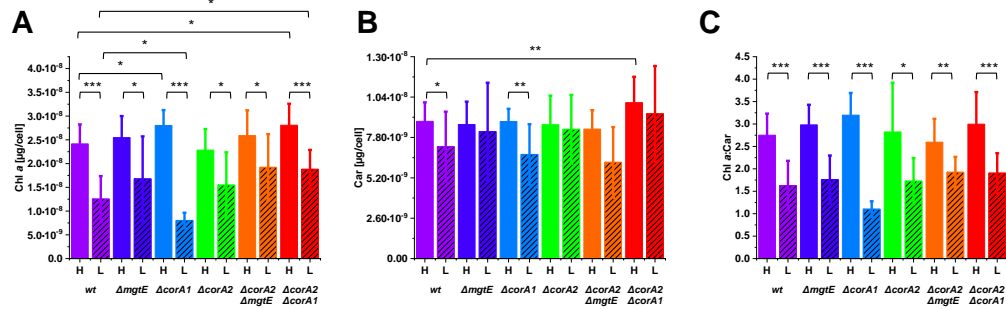 A
B
C
*
*
*
*
*** * *** * * ***
**
* **
*** *** *** * ** ***
Chl a [µg/cell]
4.0·10⁻⁸
3.5·10⁻⁸
3.0·10⁻⁸
2.5·10⁻⁸
2.0·10⁻⁸
1.5·10⁻⁸
1.0·10⁻⁸
5.0·10⁻⁹
0.0
H L H L H L H L H L H L
wt ΔmgtE ΔcorA1 ΔcorA2 ΔcorA2 ΔcorA2
ΔmgtE ΔcorA1
Car [µg/cell]
1.30·10⁻⁸
1.04·10⁻⁸
7.80·10⁻⁹
5.20·10⁻⁹
2.60·10⁻⁹
0.00
H L H L H L H L H L H L
wt ΔmgtE ΔcorA1 ΔcorA2 ΔcorA2 ΔcorA2
ΔmgtE ΔcorA1
Chl a:Car
4.5
4.0
3.5
3.0
2.5
2.0
1.5
1.0
0.5
0.0
H L H L H L H L H L H L
wt ΔmgtE ΔcorA1 ΔcorA2 ΔcorA2 ΔcorA2
ΔmgtE ΔcorA1